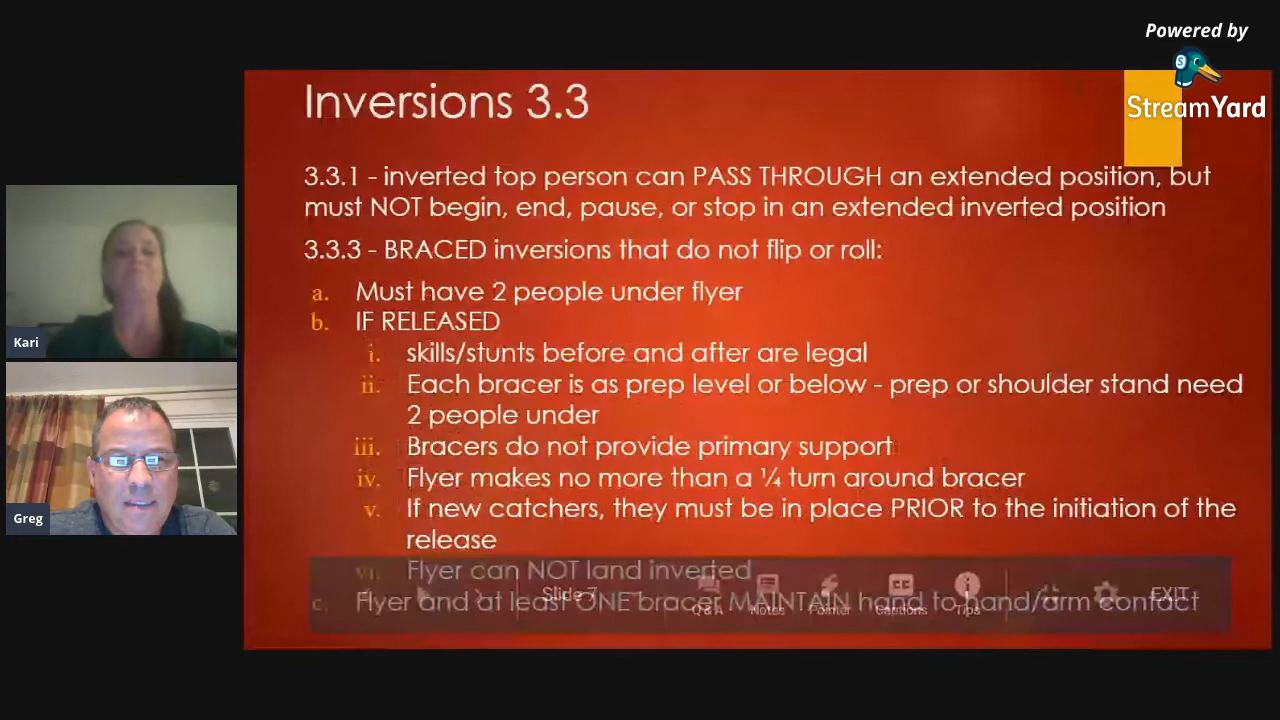 Powered by
StreamYard
Inversions 3.3
3.3.1 - inverted top person can PASS THROUGH an extended position, but
must NOT begin, end, pause, or stop in an extended inverted position
3.3.3 - BRACED inversions that do not flip or roll:
a. Must have 2 people under flyer
b. IF RELEASED
i. skills/stunts before and after are legal
ii. Each bracer is as prep level or below - prep or shoulder stand need
2 people under
iii. Bracers do not provide primary support
iv. Flyer makes no more than a ¼ turn around bracer
v. If new catchers, they must be in place PRIOR to the initiation of the
release
vi. Flyer can NOT land inverted
c. Flyer and at least ONE bracer MAINTAIN hand to hand/arm contact
Slide 7
Q & A
Notes
Pointer
Captions
Tips
EXIT
Kari
Greg